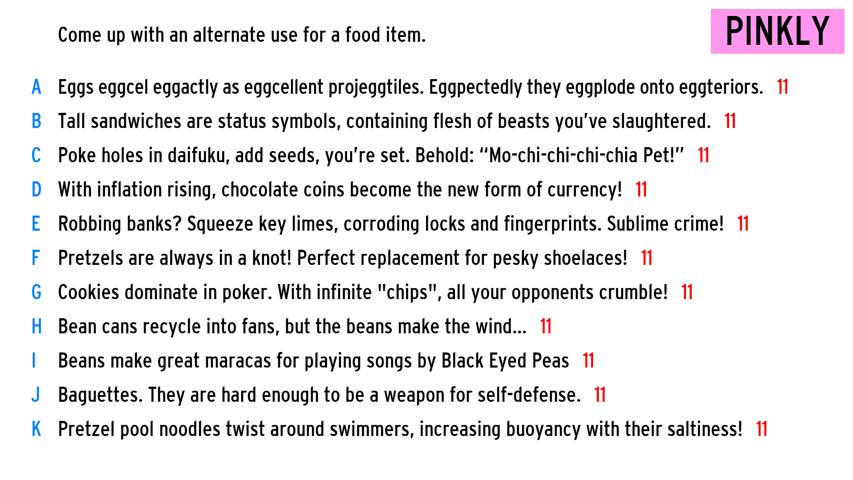 Come up with an alternate use for a food item.
PINKLY
A Eggs eggcel eggactly as eggcellent projeggtiles. Eggpectedly they eggplode onto eggteriors. 11
B Tall sandwiches are status symbols, containing flesh of beasts you’ve slaughtered. 11
C Poke holes in daifuku, add seeds, you’re set. Behold: “Mo-chi-chi-chi-chia Pet!” 11
D With inflation rising, chocolate coins become the new form of currency! 11
E Robbing banks? Squeeze key limes, corroding locks and fingerprints. Sublime crime! 11
F Pretzels are always in a knot! Perfect replacement for pesky shoelaces! 11
G Cookies dominate in poker. With infinite "chips", all your opponents crumble! 11
H Bean cans recycle into fans, but the beans make the wind... 11
I Beans make great maracas for playing songs by Black Eyed Peas 11
J Baguettes. They are hard enough to be a weapon for self-defense. 11
K Pretzel pool noodles twist around swimmers, increasing buoyancy with their saltiness! 11